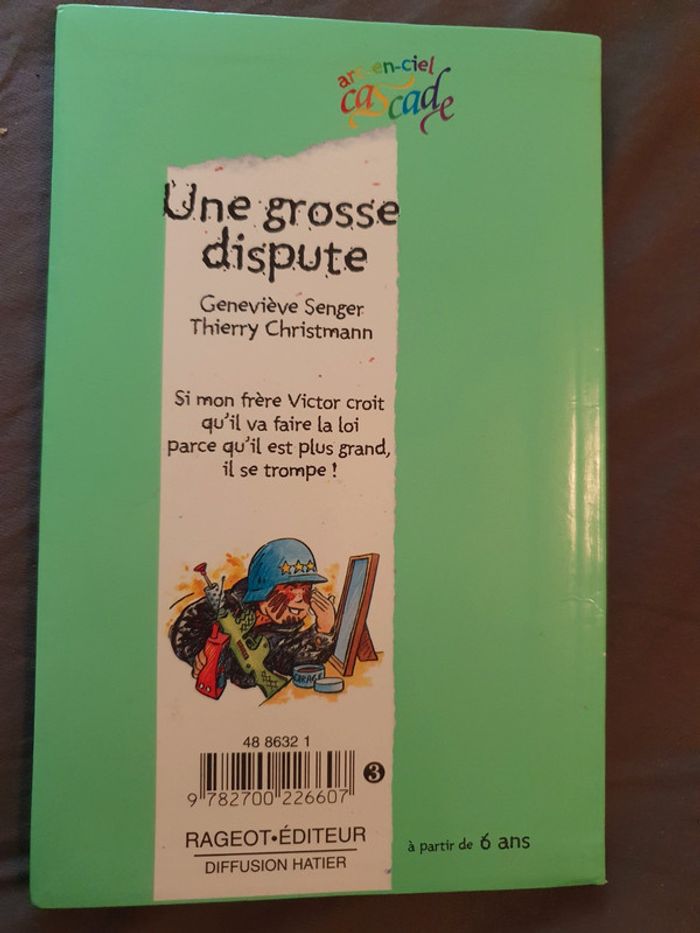 arc-en-ciel
cascade
Une grosse
dispute
Geneviève Senger
Thierry Christmann
Si mon frère Victor croit
qu'il va faire la loi
parce qu'il est plus grand,
il se trompe !
48 8632 1
3
9 782700 226607
RAGEOT•ÉDITEUR
DIFFUSION HATIER
à partir de 6 ans